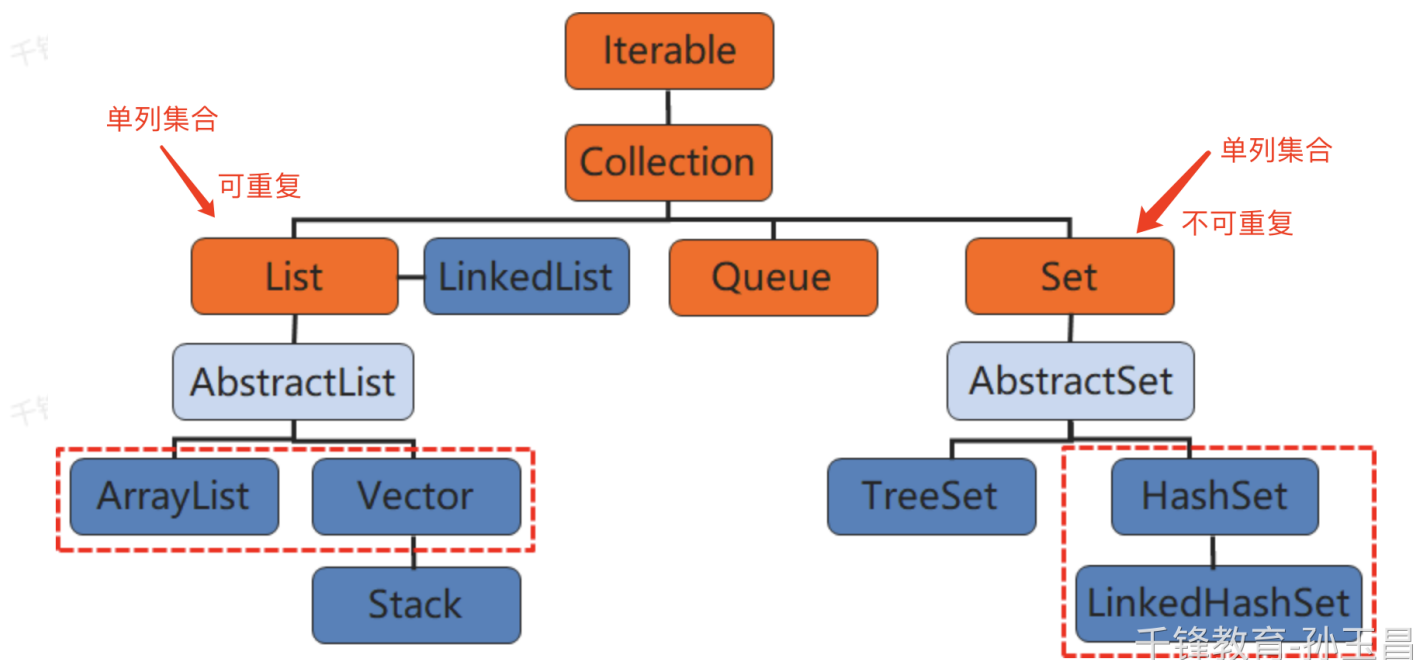 Iterable
单列集合
Collection
单列集合
可重复
不可重复
List
LinkedList
Queue
Set
AbstractList
AbstractSet
ArrayList
Vector
TreeSet
HashSet
Stack
LinkedHashSet
千锋教育-孙玉昌